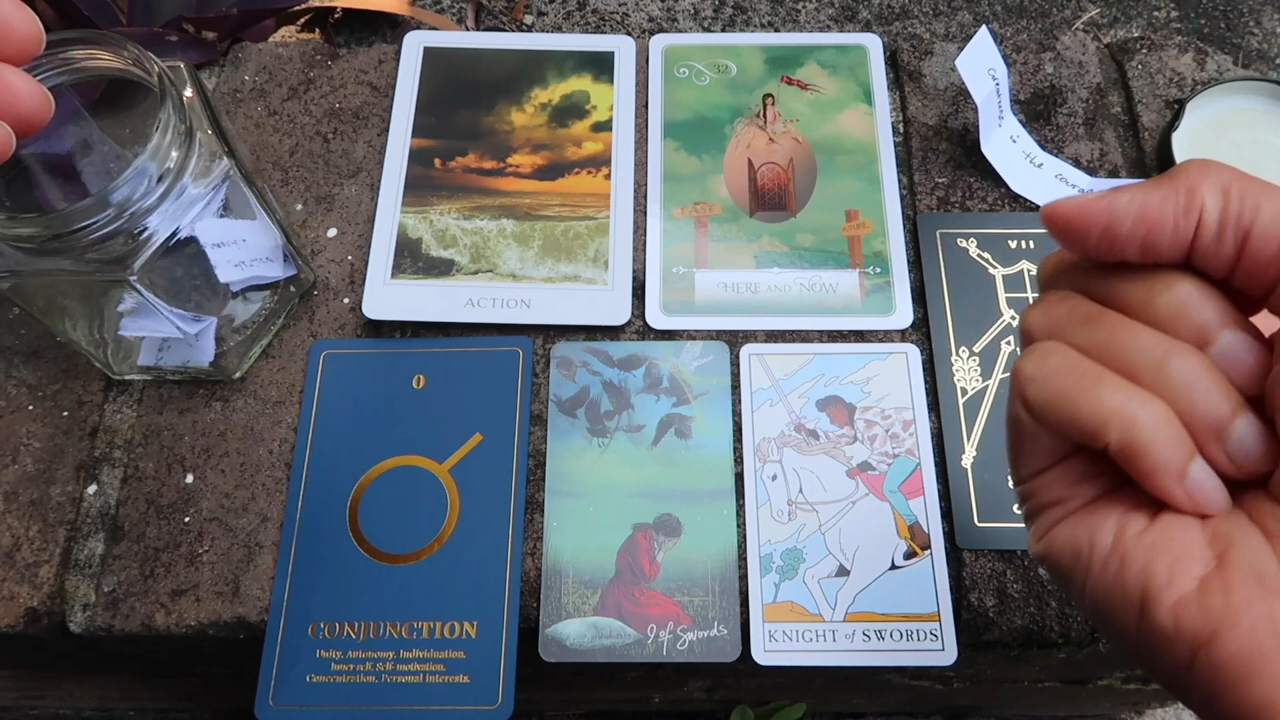 ACTION
32
PAST
FUTURE
HERE AND NOW
is the coura
VII
0
CONJUNCTION
Unity. Autonomy. Individuation.
Inner self. Self-motivation.
Concentration. Personal interests.
9 of Swords
KNIGHT of SWORDS